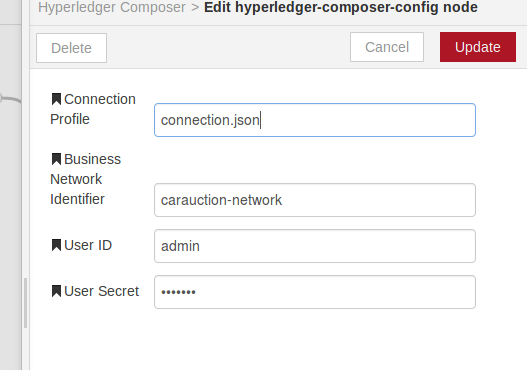 Hyperledger Composer > Edit hyperledger-composer-config node
Delete
Cancel
Update
Connection
Profile
connection.json
Business
Network
Identifier
carauction-network
User ID
admin
User Secret
•••••••